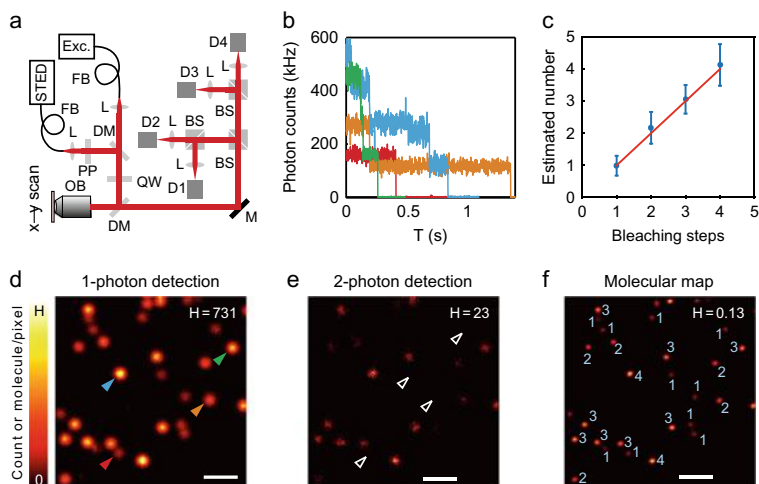 a
Exc.
STED
FB
FB
L
L
DM
PP
QW
OB
DM
x–y scan
D4
L
D3
L
BS
D2
L
BS
BS
L
D1
M
b
Photon counts (kHz)
600
400
200
0
0
0.5
1
1.5
T (s)
c
Estimated number
5
4
3
2
1
0
0
1
2
3
4
5
Bleaching steps
d
1-photon detection
H = 731
Count or molecule/pixel
H
0
e
2-photon detection
H = 23
f
Molecular map
H = 0.13
3
1
1
1
2
2
3
3
4
1
1
2
3
1
2
3
3
3
3
1
1
1
4
2